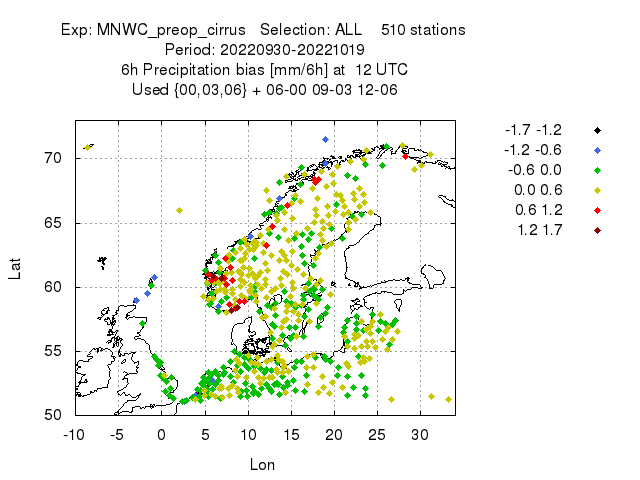 Exp: MNWC_preop_cirrus Selection: ALL 510 stations
Period: 20220930-20221019
6h Precipitation bias [mm/6h] at 12 UTC
Used {00,03,06} + 06-00 09-03 12-06
-1.7 -1.2
-1.2 -0.6
-0.6 0.0
0.0 0.6
0.6 1.2
1.2 1.7
70
65
60
55
50
Lat
-10 -5 0 5 10 15 20 25 30
Lon